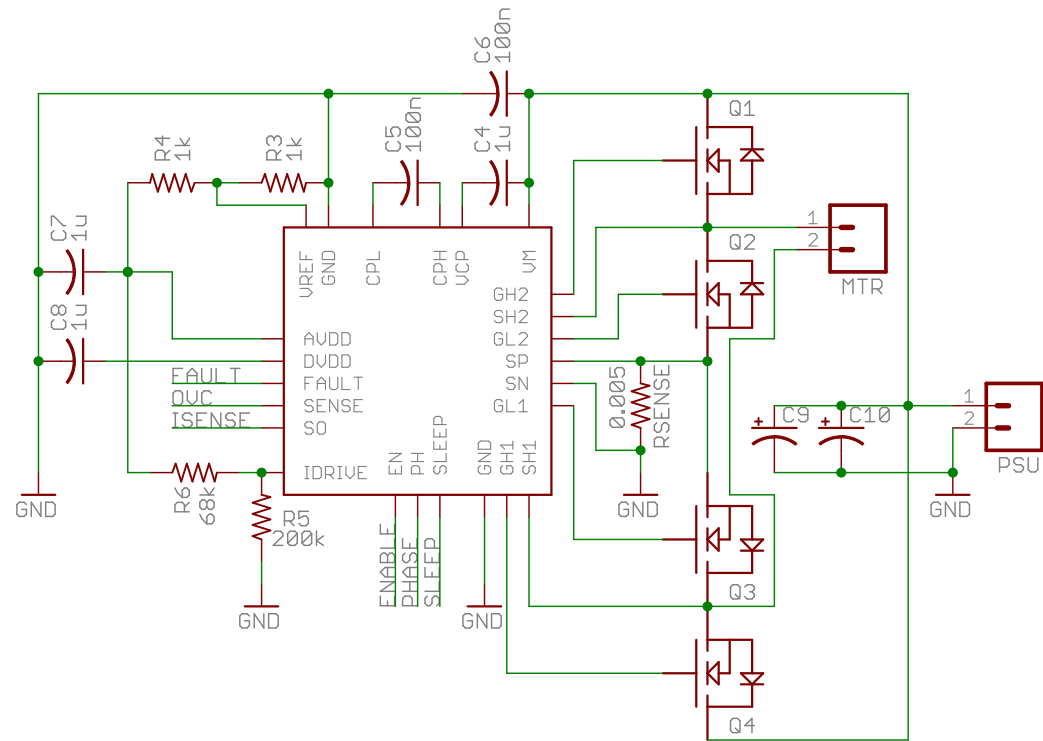 C6
100n
C5
100n
C4
1u
Q1
R4
1k
R3
1k
C7
1u
C8
1u
VREF
GND
CPL
CPH
VCP
VM
Q2
1
2
MTR
GH2
SH2
GL2
SP
SN
GL1
AVDD
DVDD
FAULT
SENSE
SO
IDRIVE
FAULT
OVC
ISENSE
0.005
RSENSE
C9
C10
1
2
PSU
EN
PH
SLEEP
GND
GH1
SH1
R6
68k
R5
200k
GND
GND
GND
ENABLE
PHASE
SLEEP
GND
GND
Q3
Q4